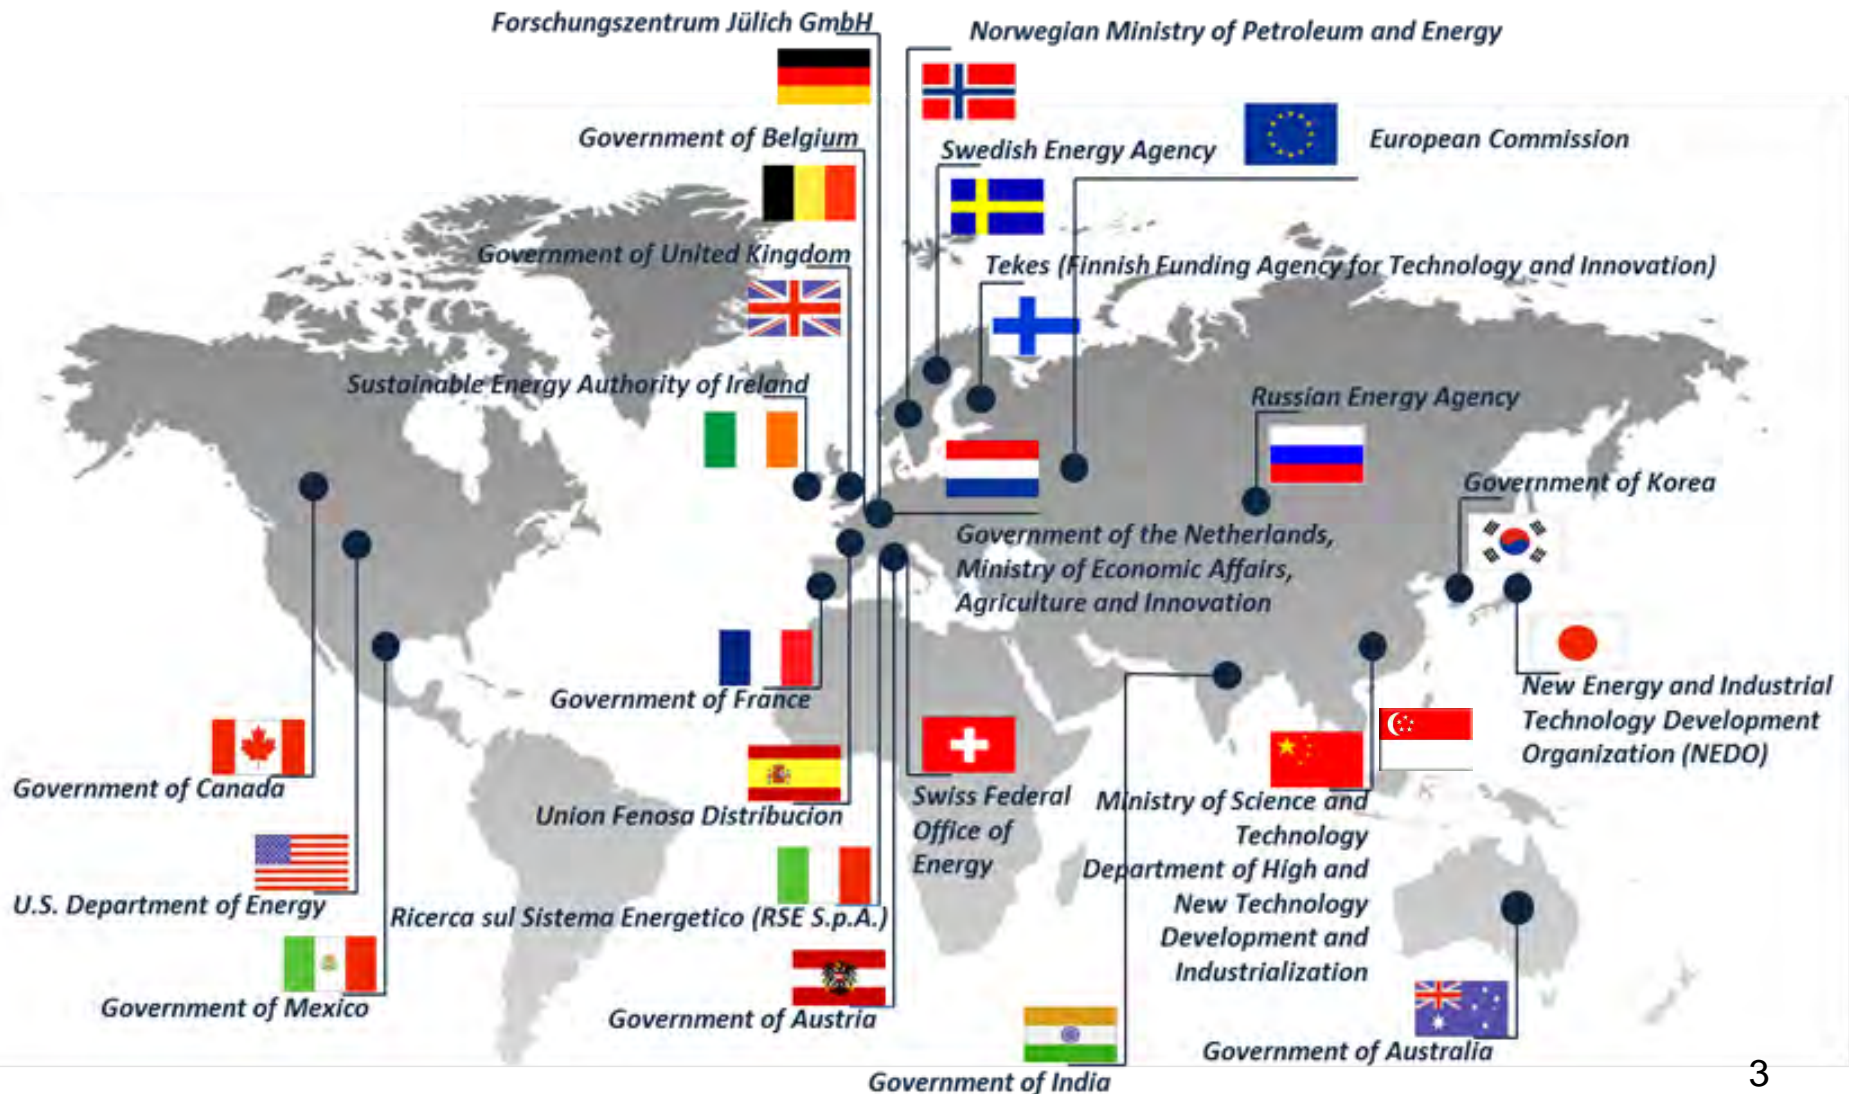 Forschungszentrum Jülich GmbH
Norwegian Ministry of Petroleum and Energy
Government of Belgium
Swedish Energy Agency
European Commission
Government of United Kingdom
Tekes (Finnish Funding Agency for Technology and Innovation)
Sustainable Energy Authority of Ireland
Russian Energy Agency
Government of Korea
Government of the Netherlands,
Ministry of Economic Affairs,
Agriculture and Innovation
Government of France
New Energy and Industrial
Technology Development
Organization (NEDO)
Government of Canada
Union Fenosa Distribucion
Swiss Federal
Office of
Energy
Ministry of Science and
Technology
Department of High and
New Technology
Development and
Industrialization
U.S. Department of Energy
Ricerca sul Sistema Energetico (RSE S.p.A.)
Government of Mexico
Government of Austria
Government of Australia
Government of India
3